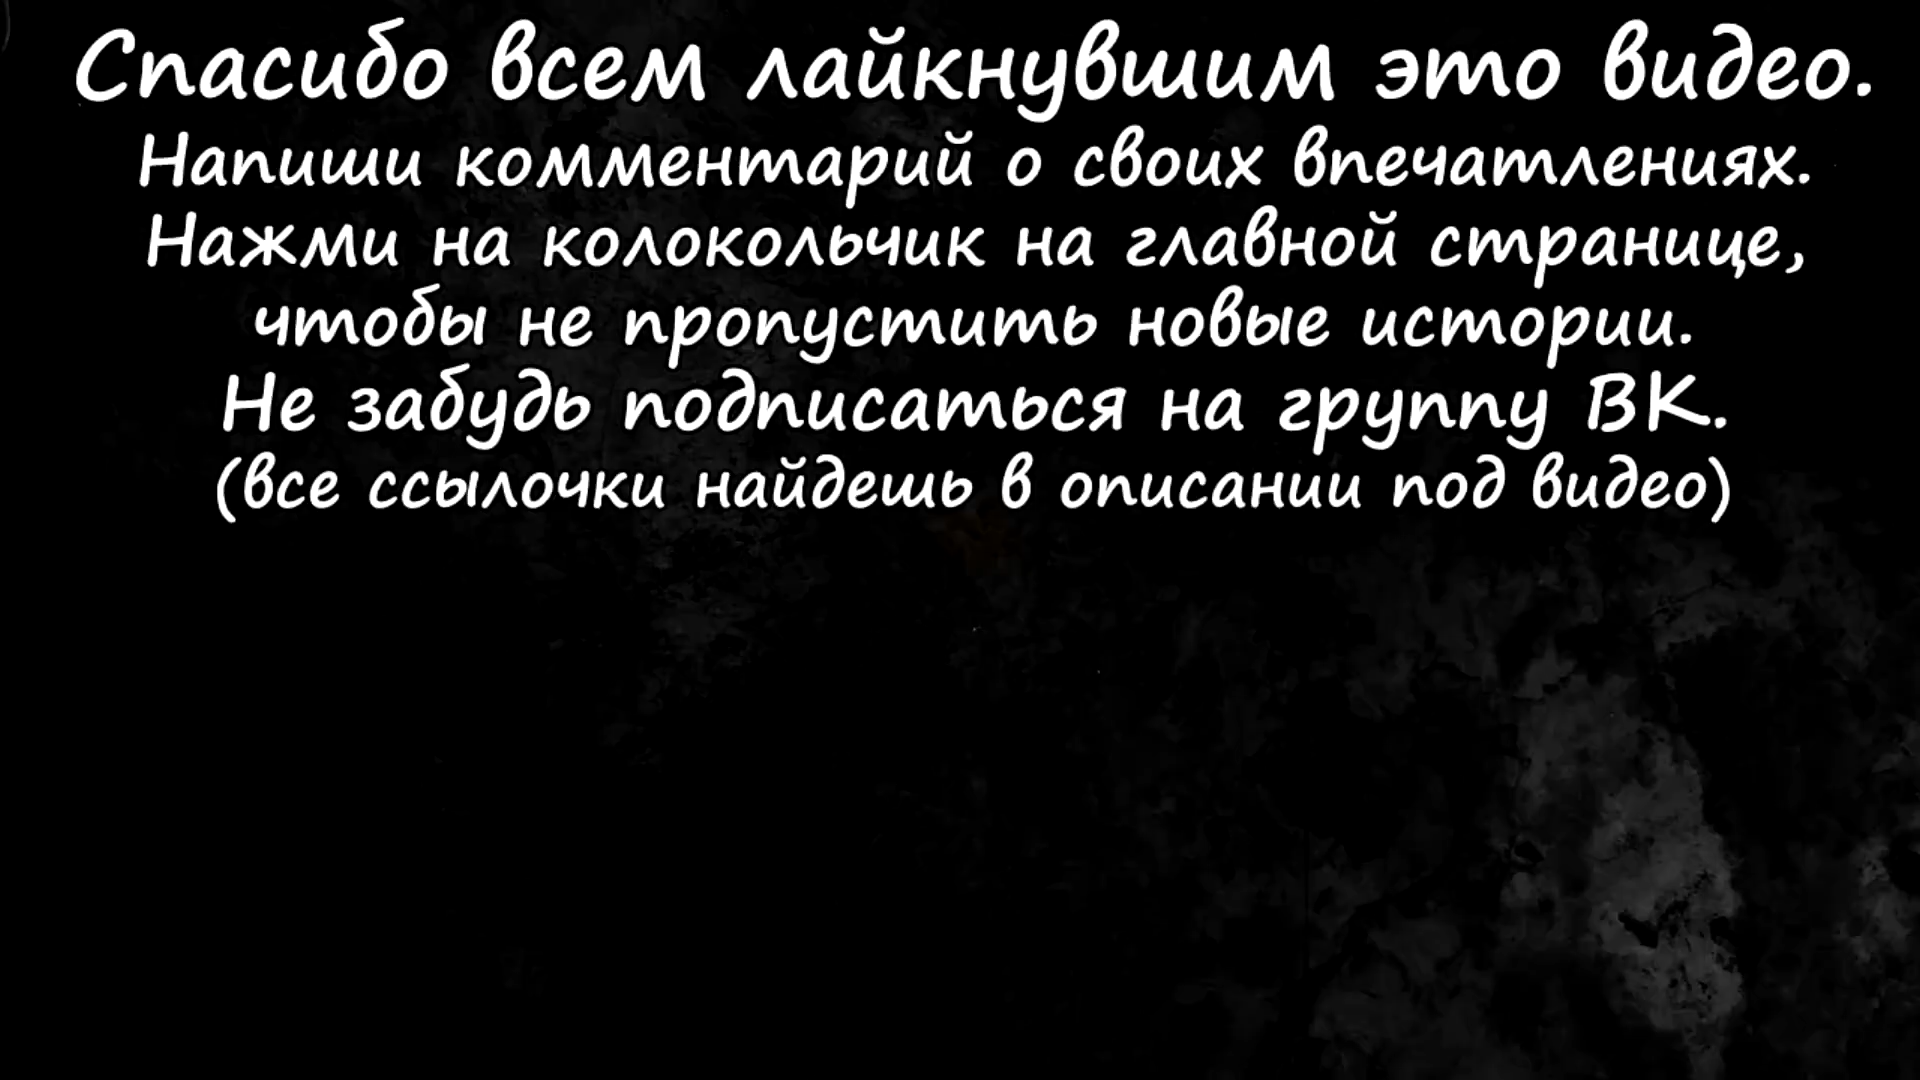 Спасибо всем лайкнувшим это видео.
Напиши комментарий о своих впечатлениях.
Нажми на колокольчик на главной странице,
чтобы не пропустить новые истории.
Не забудь подписаться на группу ВК.
(все ссылочки найдешь в описании под видео)